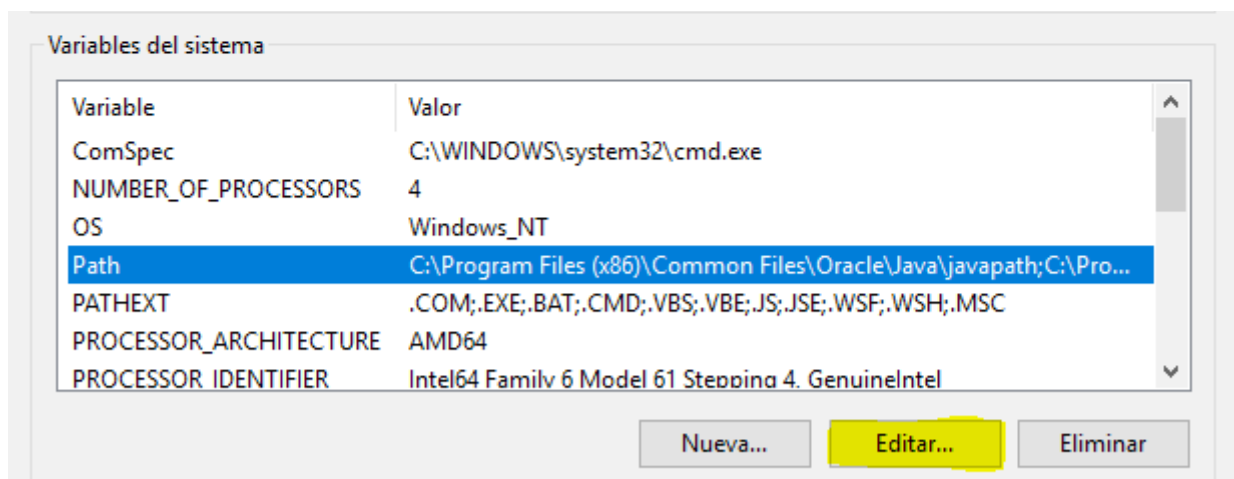 Variables del sistema
Variable Valor
ComSpec C:\WINDOWS\system32\cmd.exe
NUMBER_OF_PROCESSORS 4
OS Windows_NT
Path C:\Program Files (x86)\Common Files\Oracle\Java\javapath;C:\Pro...
PATHEXT .COM;.EXE;.BAT;.CMD;.VBS;.VBE;.JS;.JSE;.WSF;.WSH;.MSC
PROCESSOR_ARCHITECTURE AMD64
PROCESSOR_IDENTIFIER Intel64 Family 6 Model 61 Stepping 4, GenuineIntel
Nueva... Editar... Eliminar